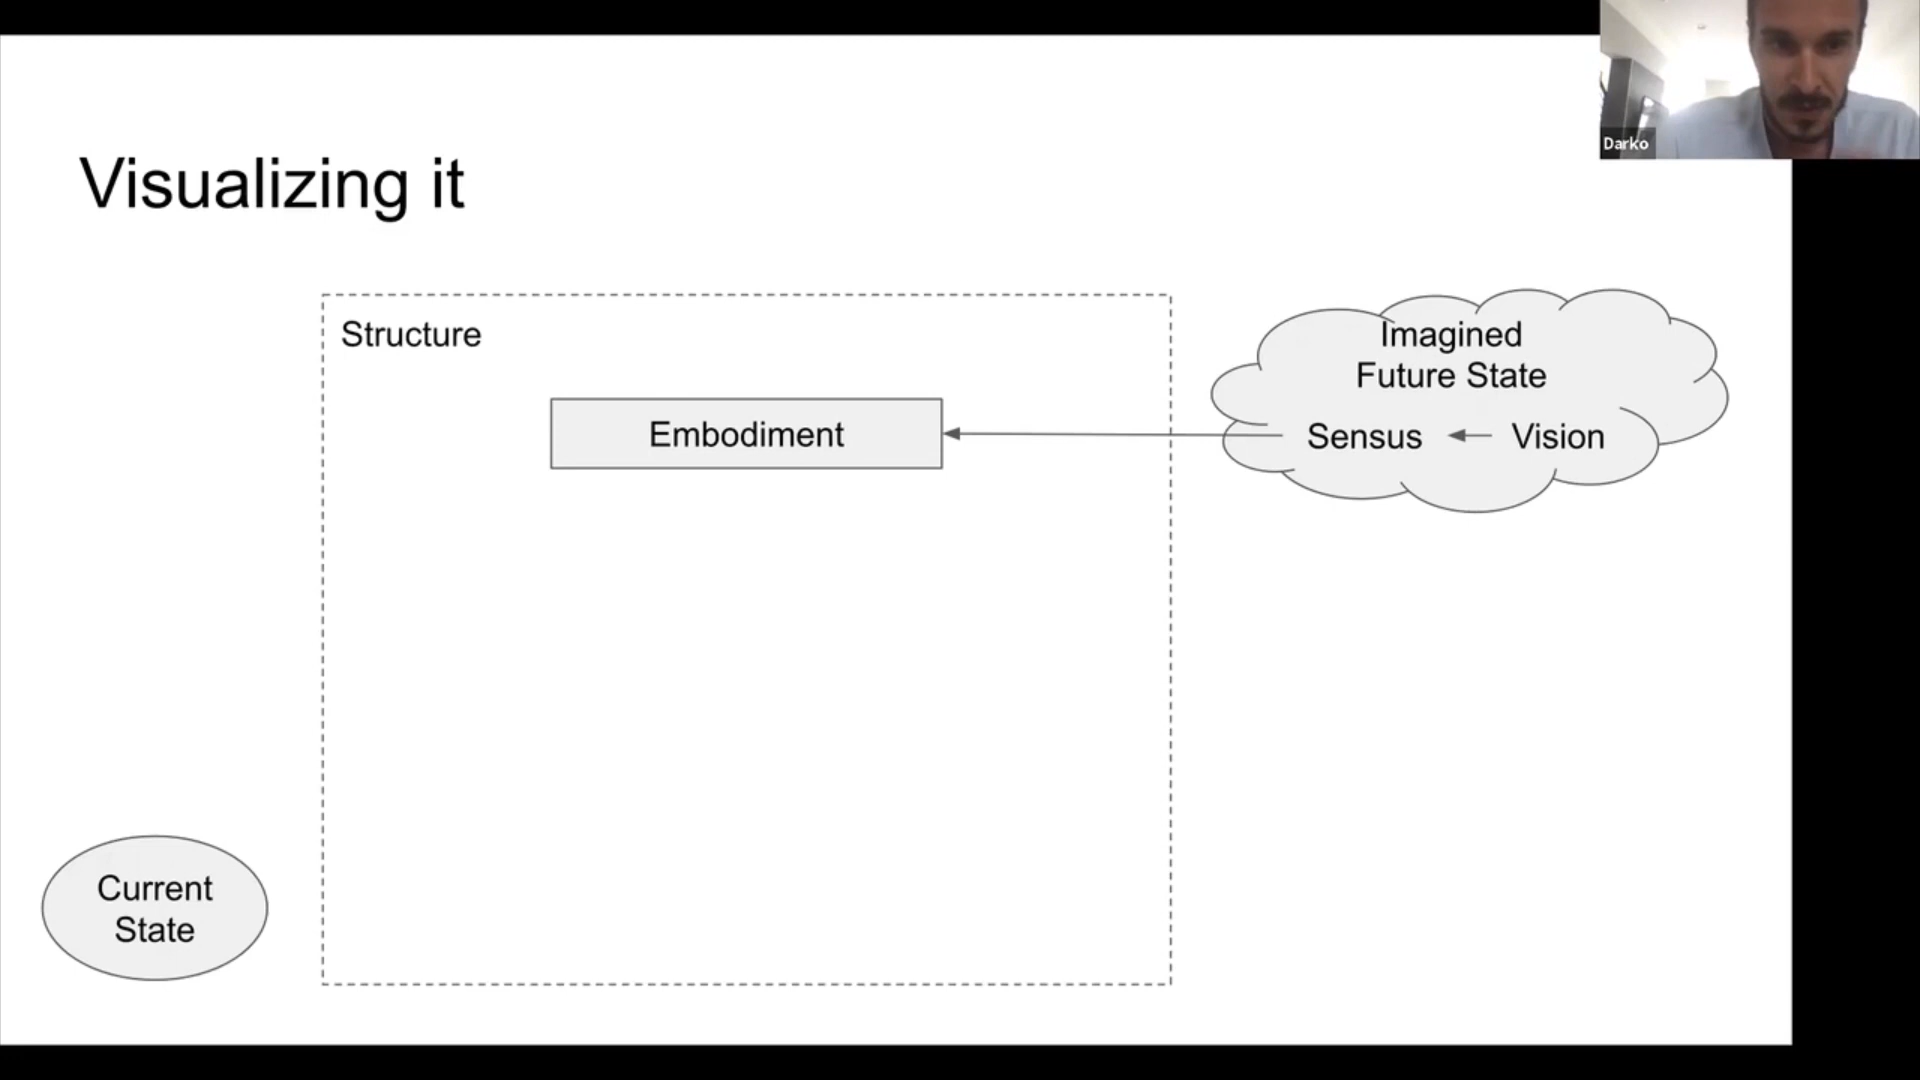 Darko
Visualizing it
Structure
Imagined
Future State
Embodiment
Sensus
Vision
Current
State